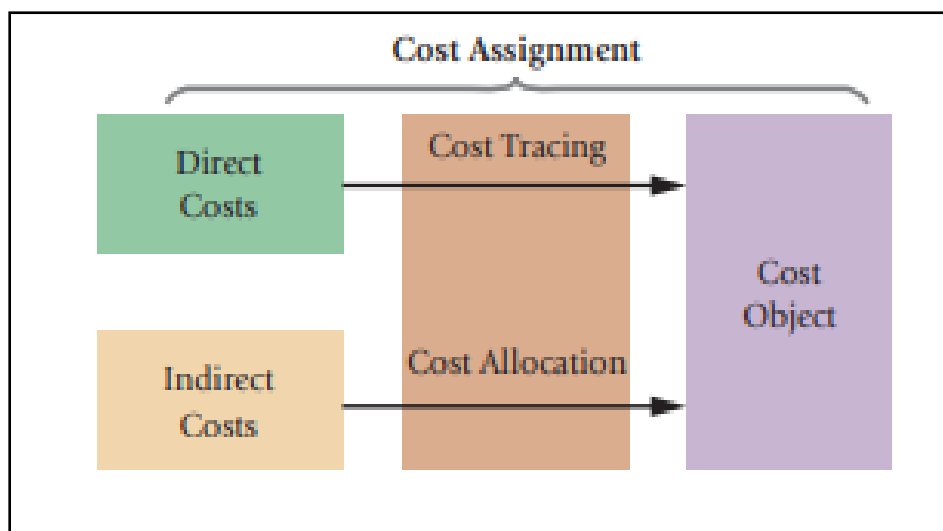 Cost Assignment
Direct
Costs
Cost Tracing
Cost
Object
Indirect
Costs
Cost Allocation